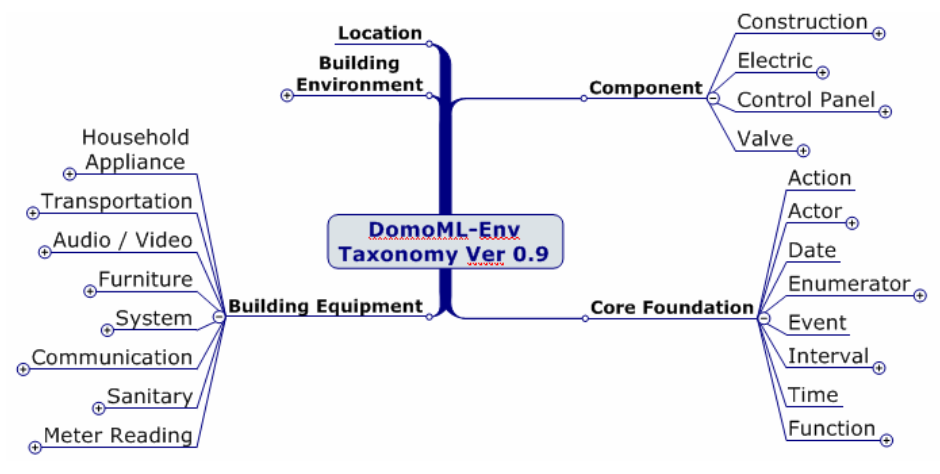 Location
Building
Environment
Household
Appliance
Transportation
Audio / Video
Furniture
System
Communication
Sanitary
Meter Reading
Building Equipment
DomoML-Env
Taxonomy Ver 0.9
Component
Construction
Electric
Control Panel
Valve
Core Foundation
Action
Actor
Date
Enumerator
Event
Interval
Time
Function